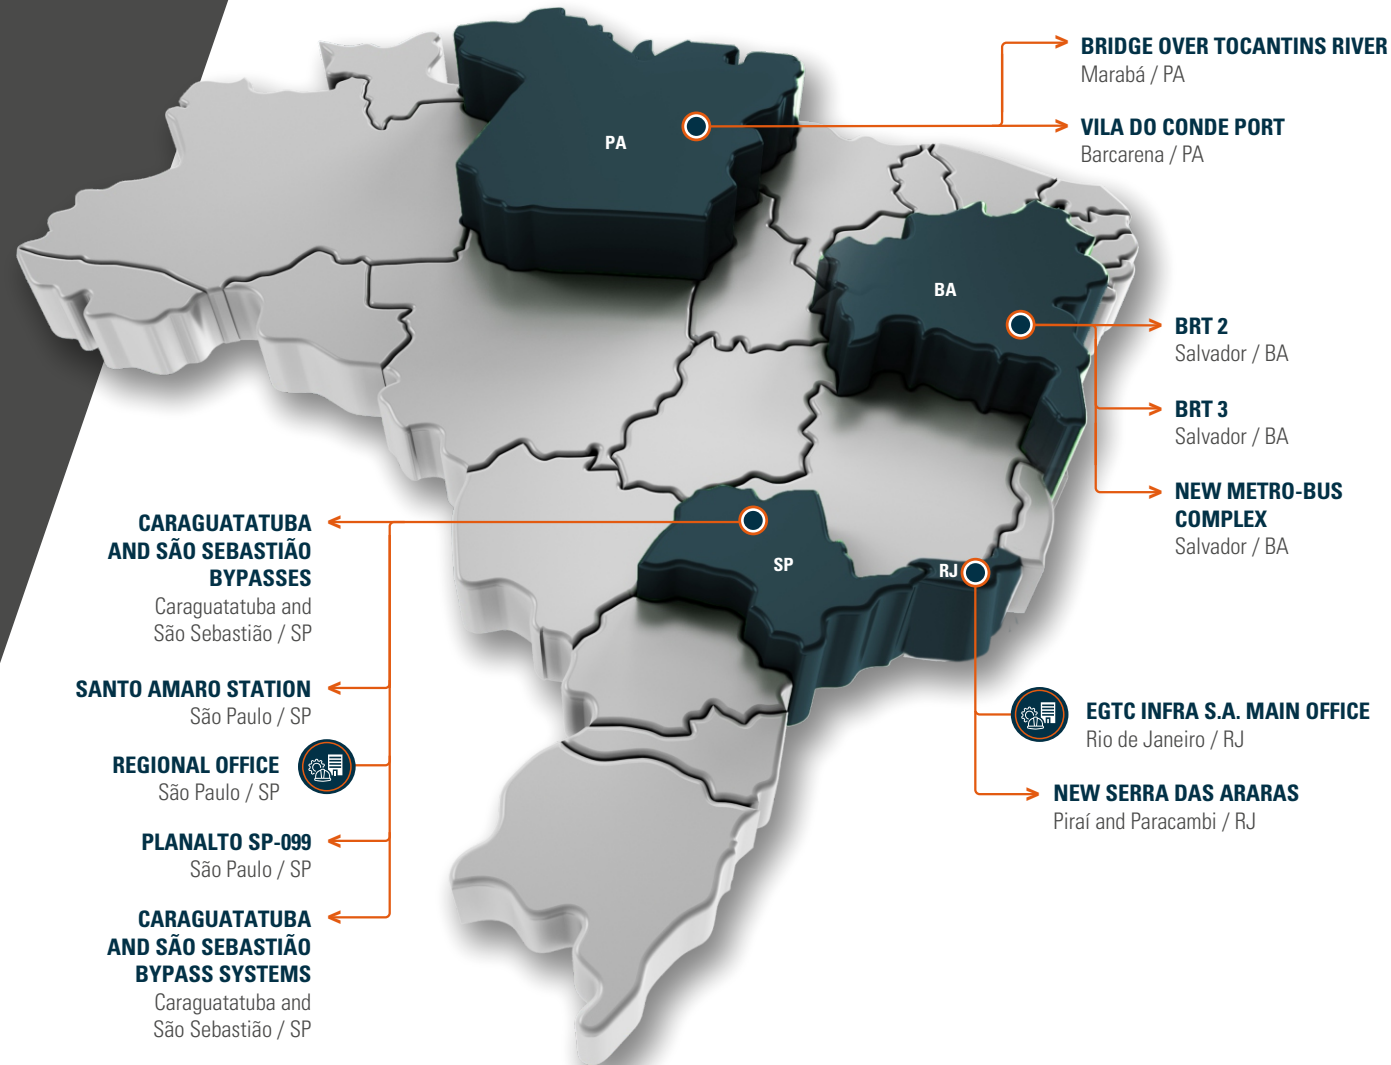 BRIDGE OVER TOCANTINS RIVER
Marabá / PA
VILA DO CONDE PORT
Barcarena / PA
PA
BA
BRT 2
Salvador / BA
BRT 3
Salvador / BA
NEW METRO-BUS
COMPLEX
Salvador / BA
CARAGUATATUBA
AND SÃO SEBASTIÃO
BYPASSES
Caraguatatuba and
São Sebastião / SP
SP
RJ
SANTO AMARO STATION
São Paulo / SP
REGIONAL OFFICE
São Paulo / SP
PLANALTO SP-099
São Paulo / SP
CARAGUATATUBA
AND SÃO SEBASTIÃO
BYPASS SYSTEMS
Caraguatatuba and
São Sebastião / SP
EGTC INFRA S.A. MAIN OFFICE
Rio de Janeiro / RJ
NEW SERRA DAS ARARAS
Piraí and Paracambi / RJ